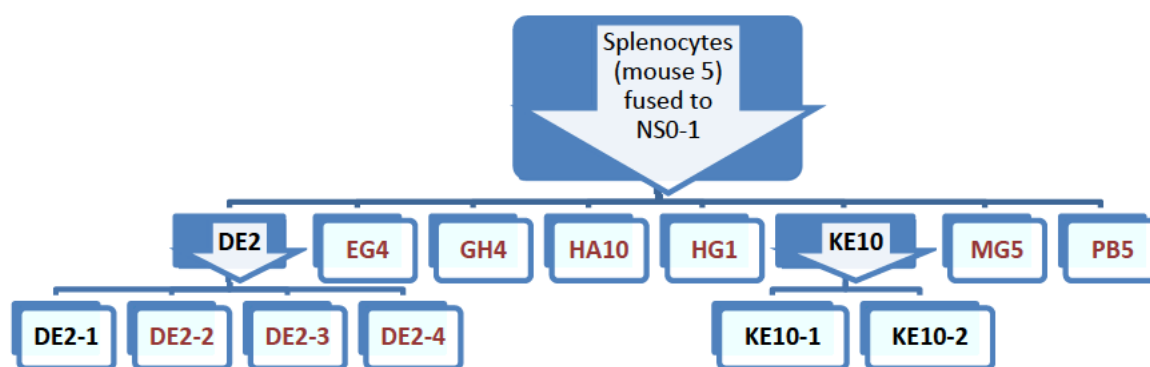 Splenocytes
(mouse 5)
fused to
NS0-1
DE2
EG4
GH4
HA10
HG1
KE10
MG5
PB5
DE2-1
DE2-2
DE2-3
DE2-4
KE10-1
KE10-2